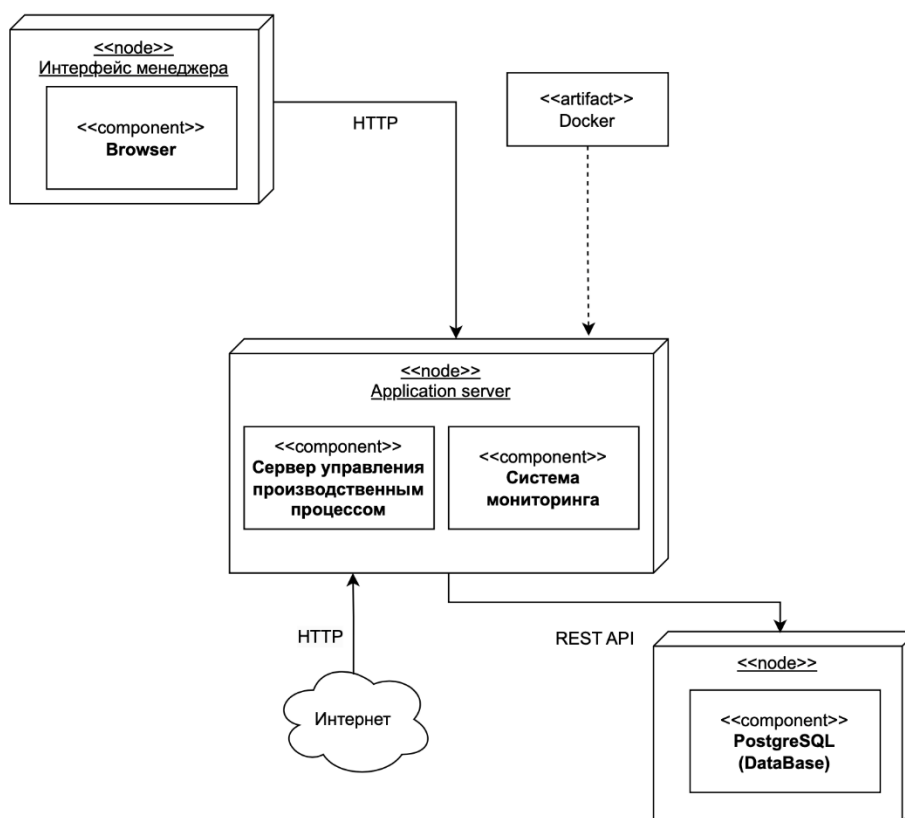 <<node>>
Интерфейс менеджера
<<component>>
Browser
HTTP
<<artifact>>
Docker
<<node>>
Application server
<<component>>
Сервер управления
производственным
процессом
<<component>>
Система
мониторинга
HTTP
Интернет
REST API
<<node>>
<<component>>
PostgreSQL
(DataBase)